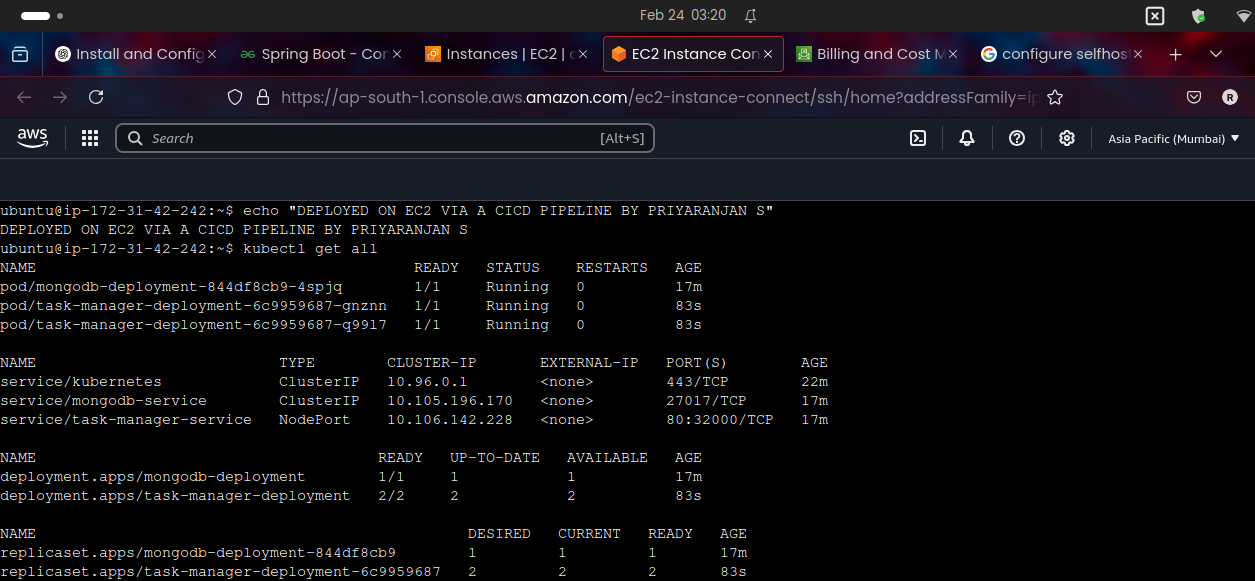 Feb 24 03:20
Install and Config
Spring Boot - Con
Instances | EC2 | c
EC2 Instance Con
Billing and Cost M
configure selfhos
https://ap-south-1.console.aws.amazon.com/ec2-instance-connect/ssh/home?addressFamily=ip
R
aws
Search
[Alt+S]
Asia Pacific (Mumbai)
ubuntu@ip-172-31-42-242:~$ echo "DEPLOYED ON EC2 VIA A CICD PIPELINE BY PRIYARANJAN S"
DEPLOYED ON EC2 VIA A CICD PIPELINE BY PRIYARANJAN S
ubuntu@ip-172-31-42-242:~$ kubectl get all
NAME READY STATUS RESTARTS AGE
pod/mongodb-deployment-844df8cb9-4spjq 1/1 Running 0 17m
pod/task-manager-deployment-6c9959687-gnznn 1/1 Running 0 83s
pod/task-manager-deployment-6c9959687-q99l7 1/1 Running 0 83s
NAME TYPE CLUSTER-IP EXTERNAL-IP PORT(S) AGE
service/kubernetes ClusterIP 10.96.0.1 <none> 443/TCP 22m
service/mongodb-service ClusterIP 10.105.196.170 <none> 27017/TCP 17m
service/task-manager-service NodePort 10.106.142.228 <none> 80:32000/TCP 17m
NAME READY UP-TO-DATE AVAILABLE AGE
deployment.apps/mongodb-deployment 1/1 1 1 17m
deployment.apps/task-manager-deployment 2/2 2 2 83s
NAME DESIRED CURRENT READY AGE
replicaset.apps/mongodb-deployment-844df8cb9 1 1 1 17m
replicaset.apps/task-manager-deployment-6c9959687 2 2 2 83s